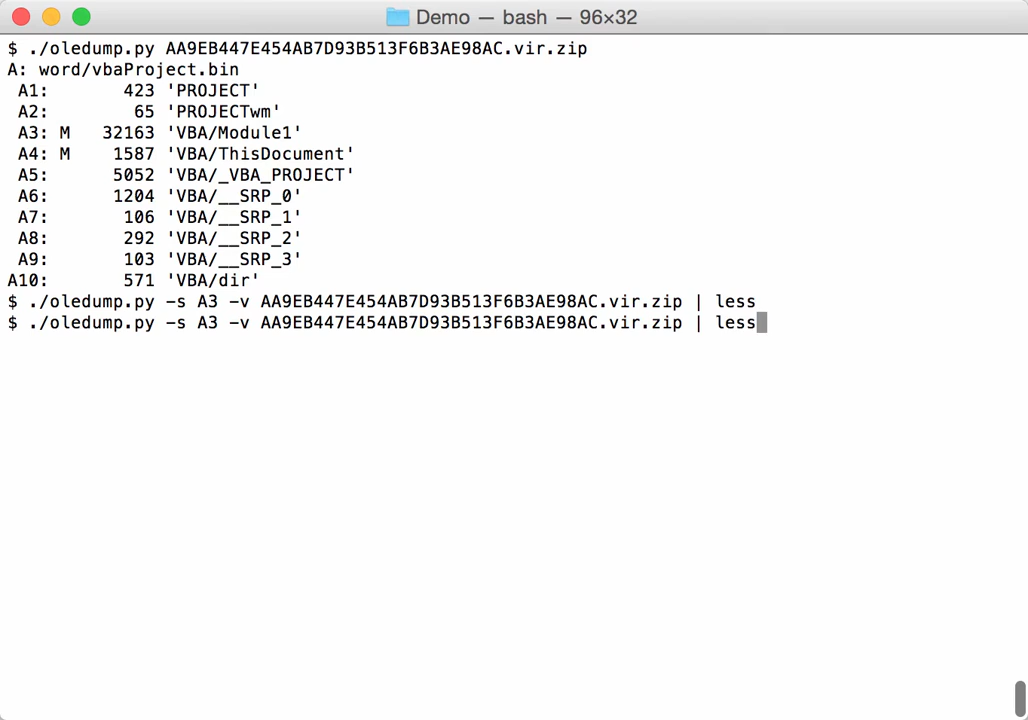 Demo — bash — 96×32
$ ./oledump.py AA9EB447E454AB7D93B513F6B3AE98AC.vir.zip
A: word/vbaProject.bin
 A1:       423 'PROJECT'
 A2:        65 'PROJECTwm'
 A3: M   32163 'VBA/Module1'
 A4: M    1587 'VBA/ThisDocument'
 A5:      5052 'VBA/_VBA_PROJECT'
 A6:      1204 'VBA/__SRP_0'
 A7:       106 'VBA/__SRP_1'
 A8:       292 'VBA/__SRP_2'
 A9:       103 'VBA/__SRP_3'
A10:       571 'VBA/dir'
$ ./oledump.py -s A3 -v AA9EB447E454AB7D93B513F6B3AE98AC.vir.zip | less
$ ./oledump.py -s A3 -v AA9EB447E454AB7D93B513F6B3AE98AC.vir.zip | less